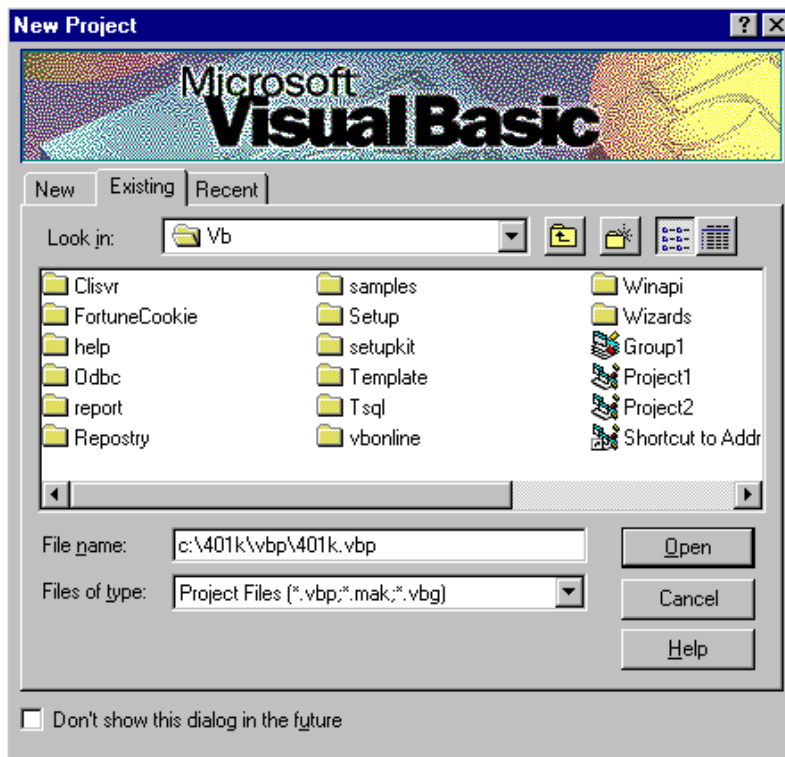 New Project
Microsoft
Visual Basic
New Existing Recent
Look in: Vb
Clisvr samples Winapi
FortuneCookie Setup Wizards
help setupkit Group1
Odbc Template Project1
report Tsql Project2
Repostry vbonline Shortcut to Addr
File name: c:\401k\vbp\401k.vbp Open
Files of type: Project Files (*.vbp;*.mak;*.vbg) Cancel
Help
Don't show this dialog in the future